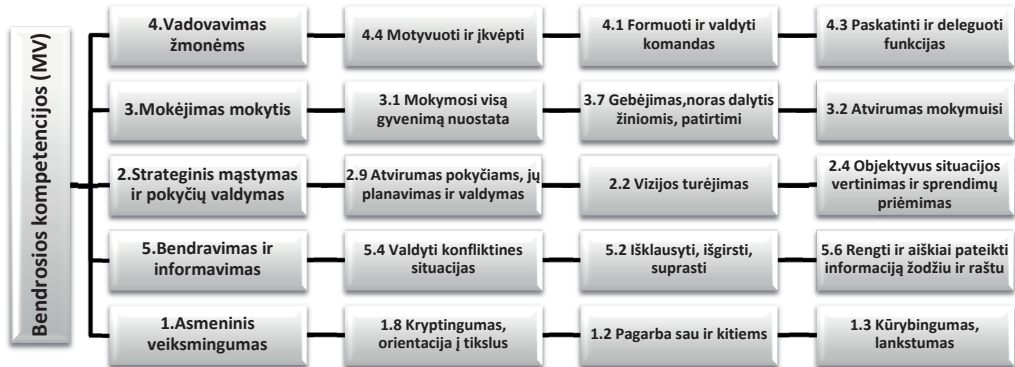 Bendrosios kompetencijos (MV)
4.Vadovavimas
žmonėms
4.4 Motyvuoti ir įkvėpti
4.1 Formuoti ir valdyti
komandas
4.3 Paskatinti ir deleguoti
funkcijas
3.Mokėjimas mokytis
3.1 Mokymosi visą
gyvenimą nuostata
3.7 Gebėjimas,noras dalytis
žiniomis, patirtimi
3.2 Atvirumas mokymuisi
2.Strateginis mąstymas
ir pokyčių valdymas
2.9 Atvirumas pokyčiams, jų
planavimas ir valdymas
2.2 Vizijos turėjimas
2.4 Objektyvus situacijos
vertinimas ir sprendimų
priėmimas
5.Bendravimas ir
informavimas
5.4 Valdyti konfliktines
situacijas
5.2 Išklausyti, išgirsti,
suprasti
5.6 Rengti ir aiškiai pateikti
informaciją žodžiu ir raštu
1.Asmeninis
veiksmingumas
1.8 Kryptingumas,
orientacija į tikslus
1.2 Pagarba sau ir kitiems
1.3 Kūrybingumas,
lankstumas